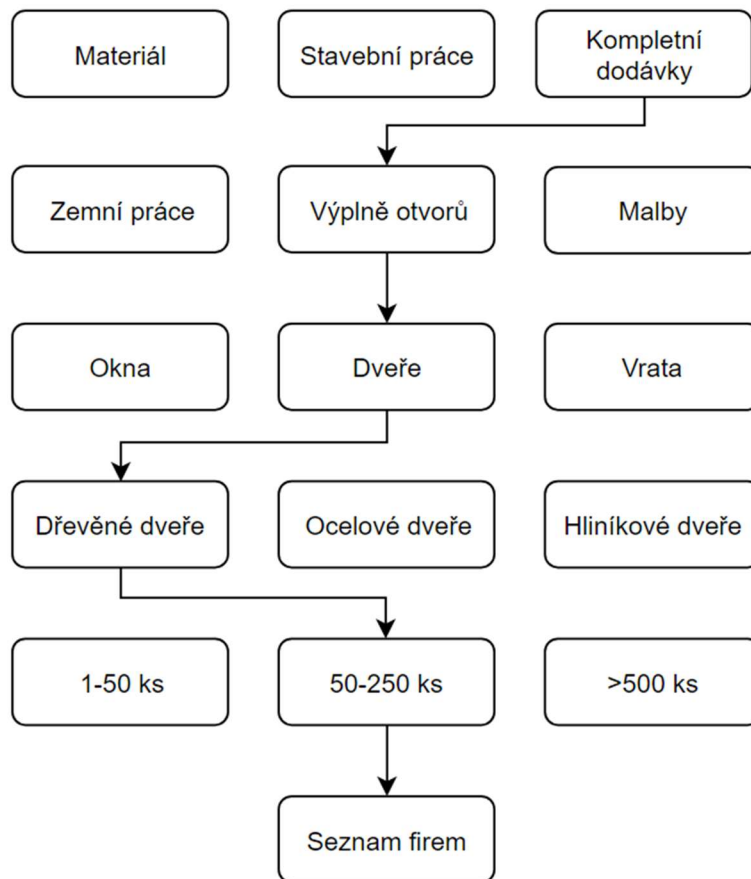 Materiál
Stavební práce
Kompletní
dodávky
Zemní práce
Výplně otvorů
Malby
Okna
Dveře
Vrata
Dřevěné dveře
Ocelové dveře
Hliníkové dveře
1-50 ks
50-250 ks
>500 ks
Seznam firem